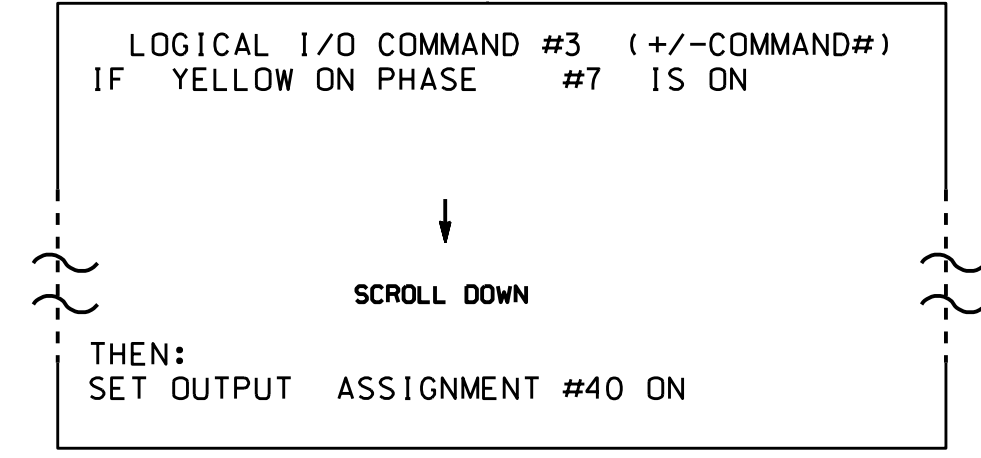 LOGICAL I/O COMMAND #3 (+/-COMMAND#)
IF YELLOW ON PHASE #7 IS ON
SCROLL DOWN
THEN:
SET OUTPUT ASSIGNMENT #40 ON